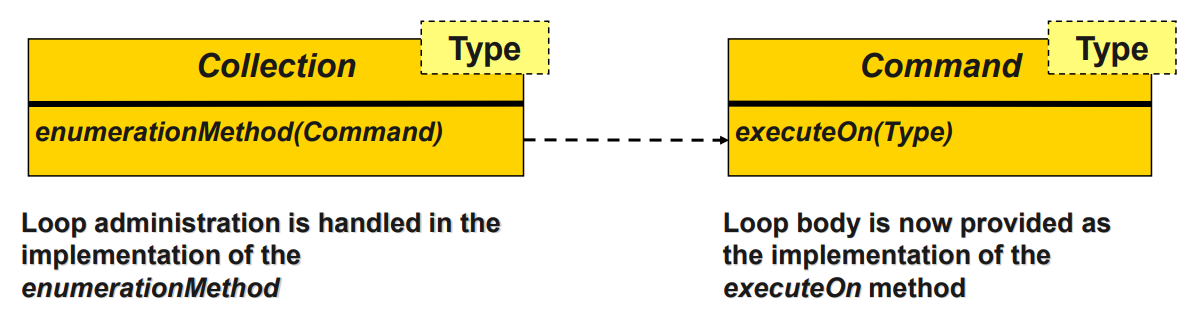 Type
Collection
enumerationMethod(Command)
Type
Command
executeOn(Type)
Loop administration is handled in the
implementation of the
enumerationMethod
Loop body is now provided as
the implementation of the
executeOn method